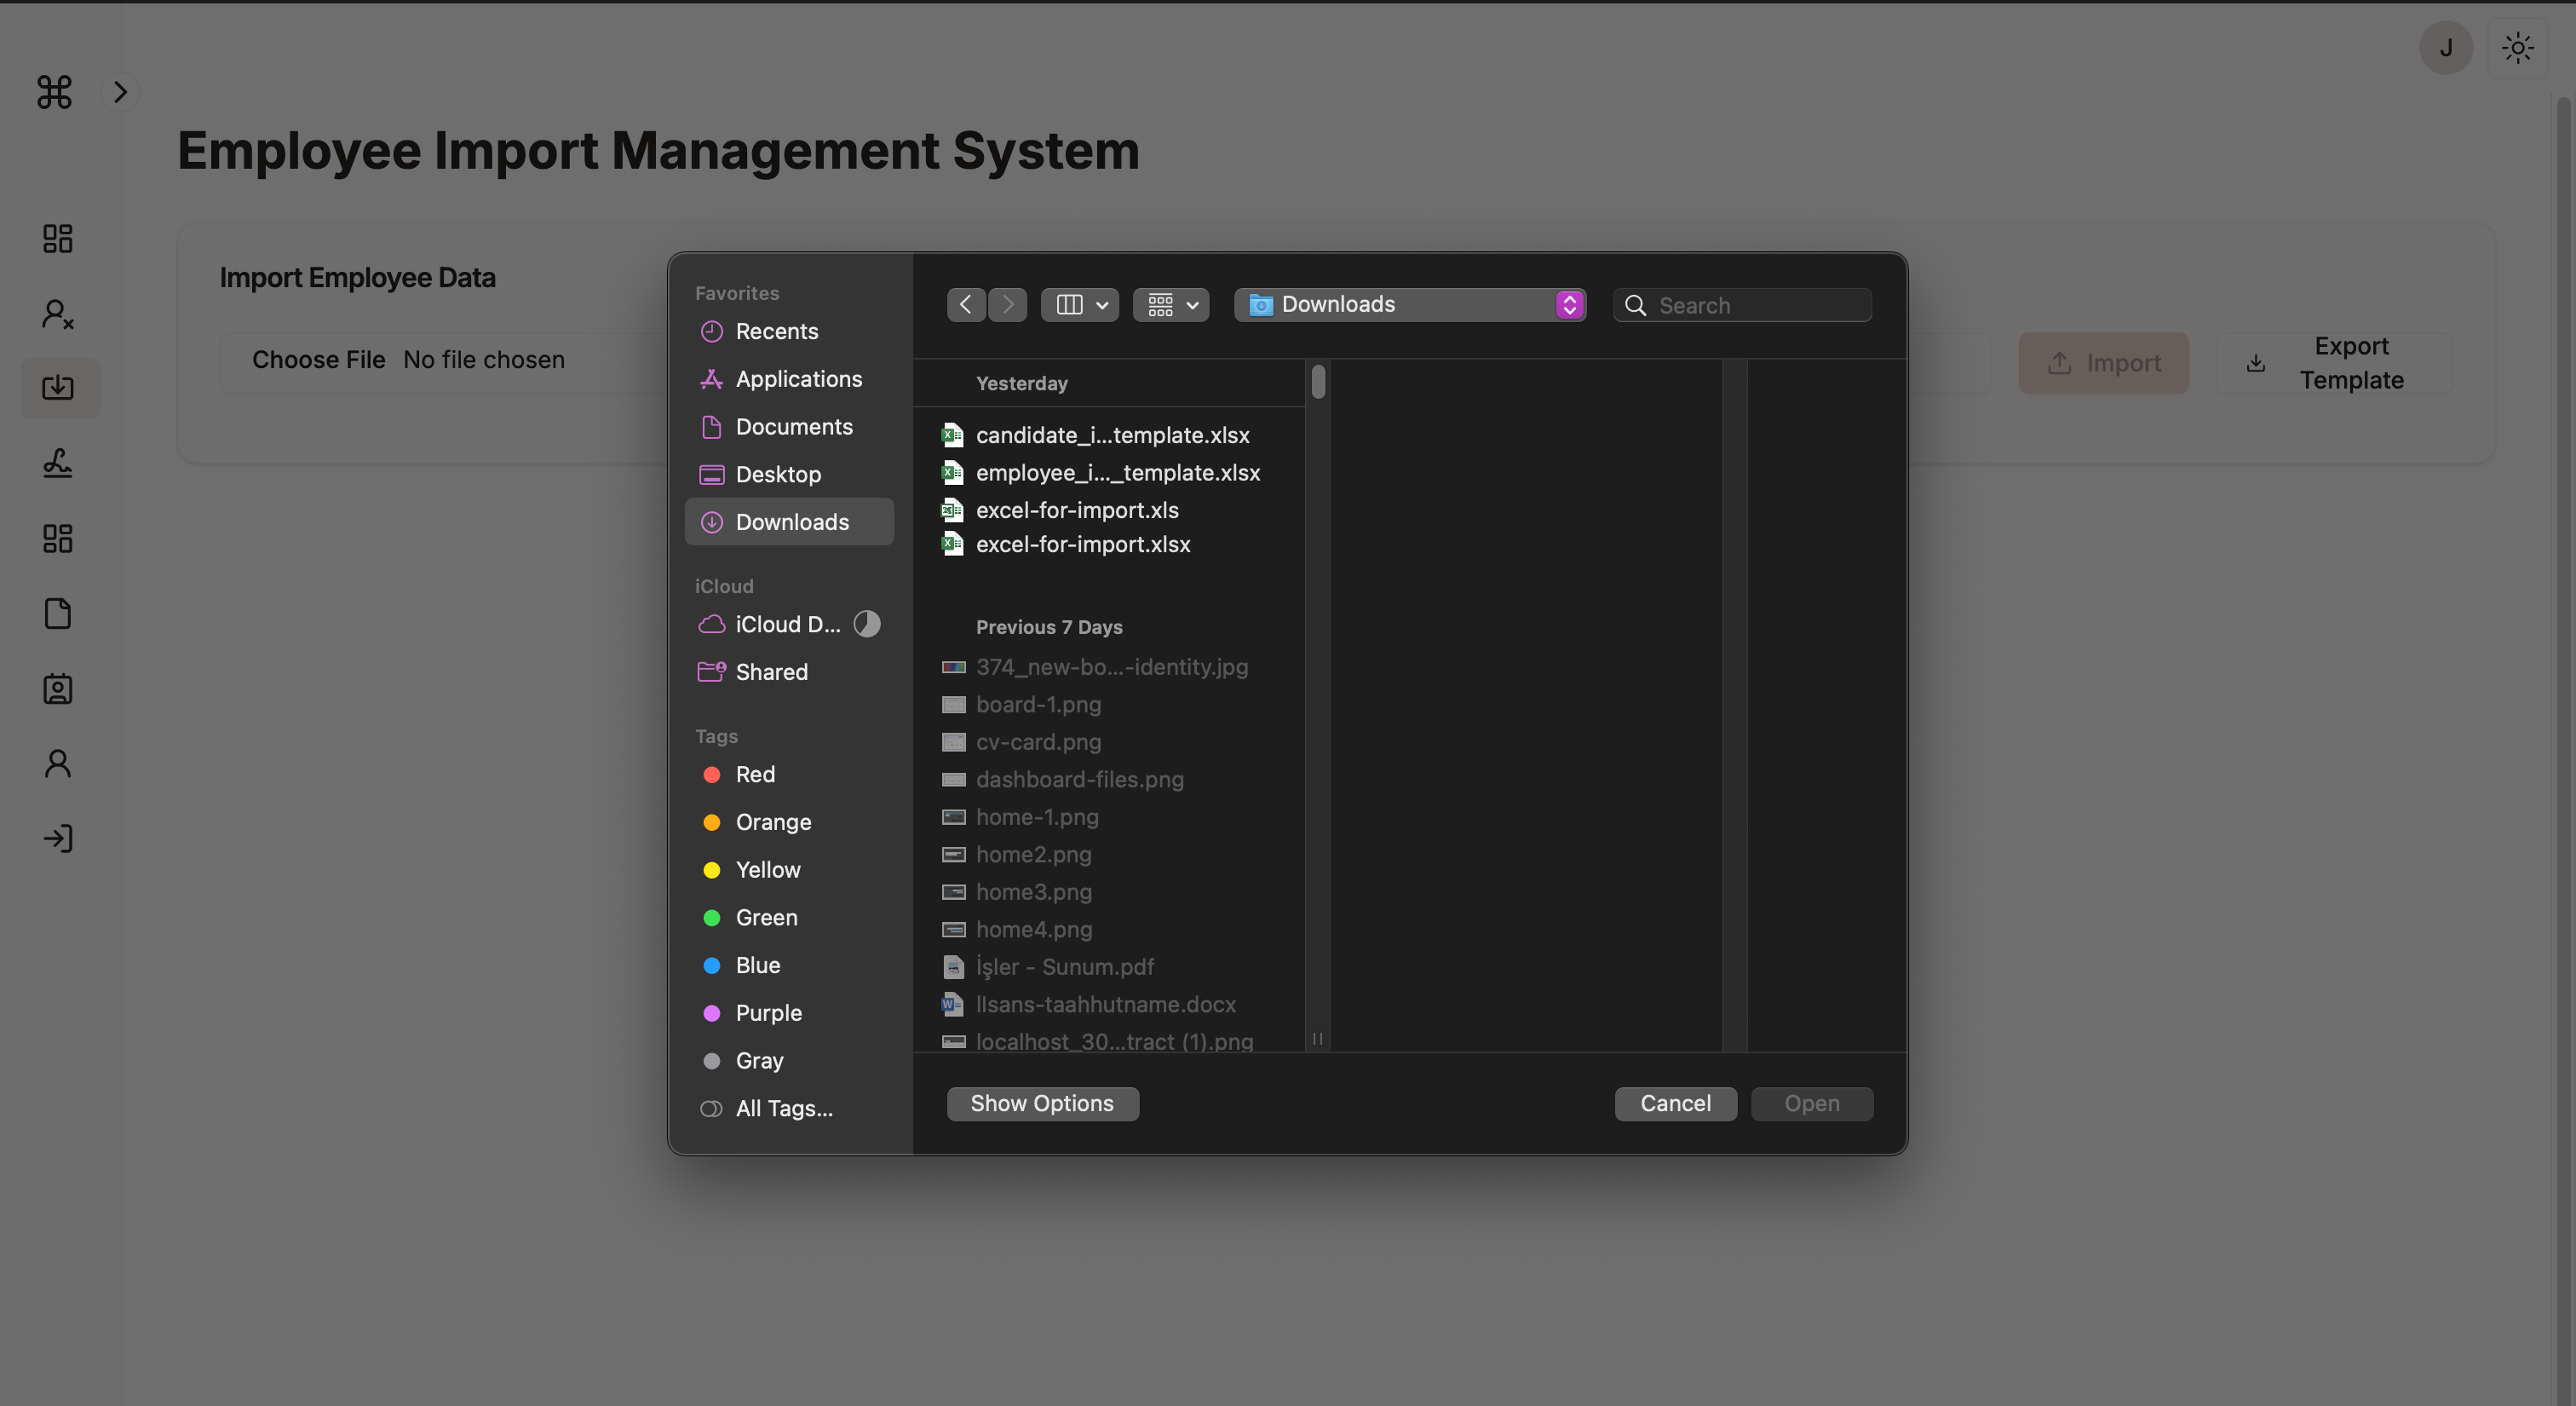 J
Employee Import Management System
Import Employee Data
Choose File No file chosen
Import
Export
Template
Favorites
Recents
Applications
Documents
Desktop
Downloads
iCloud
iCloud D...
Shared
Tags
Red
Orange
Yellow
Green
Blue
Purple
Gray
All Tags...
Downloads
Search
Yesterday
candidate_i...template.xlsx
employee_i..._template.xlsx
excel-for-import.xls
excel-for-import.xlsx
Previous 7 Days
374_new-bo...-identity.jpg
board-1.png
cv-card.png
dashboard-files.png
home-1.png
home2.png
home3.png
home4.png
İşler - Sunum.pdf
lIsans-taahhutname.docx
localhost_30...tract (1).png
Show Options
Cancel
Open